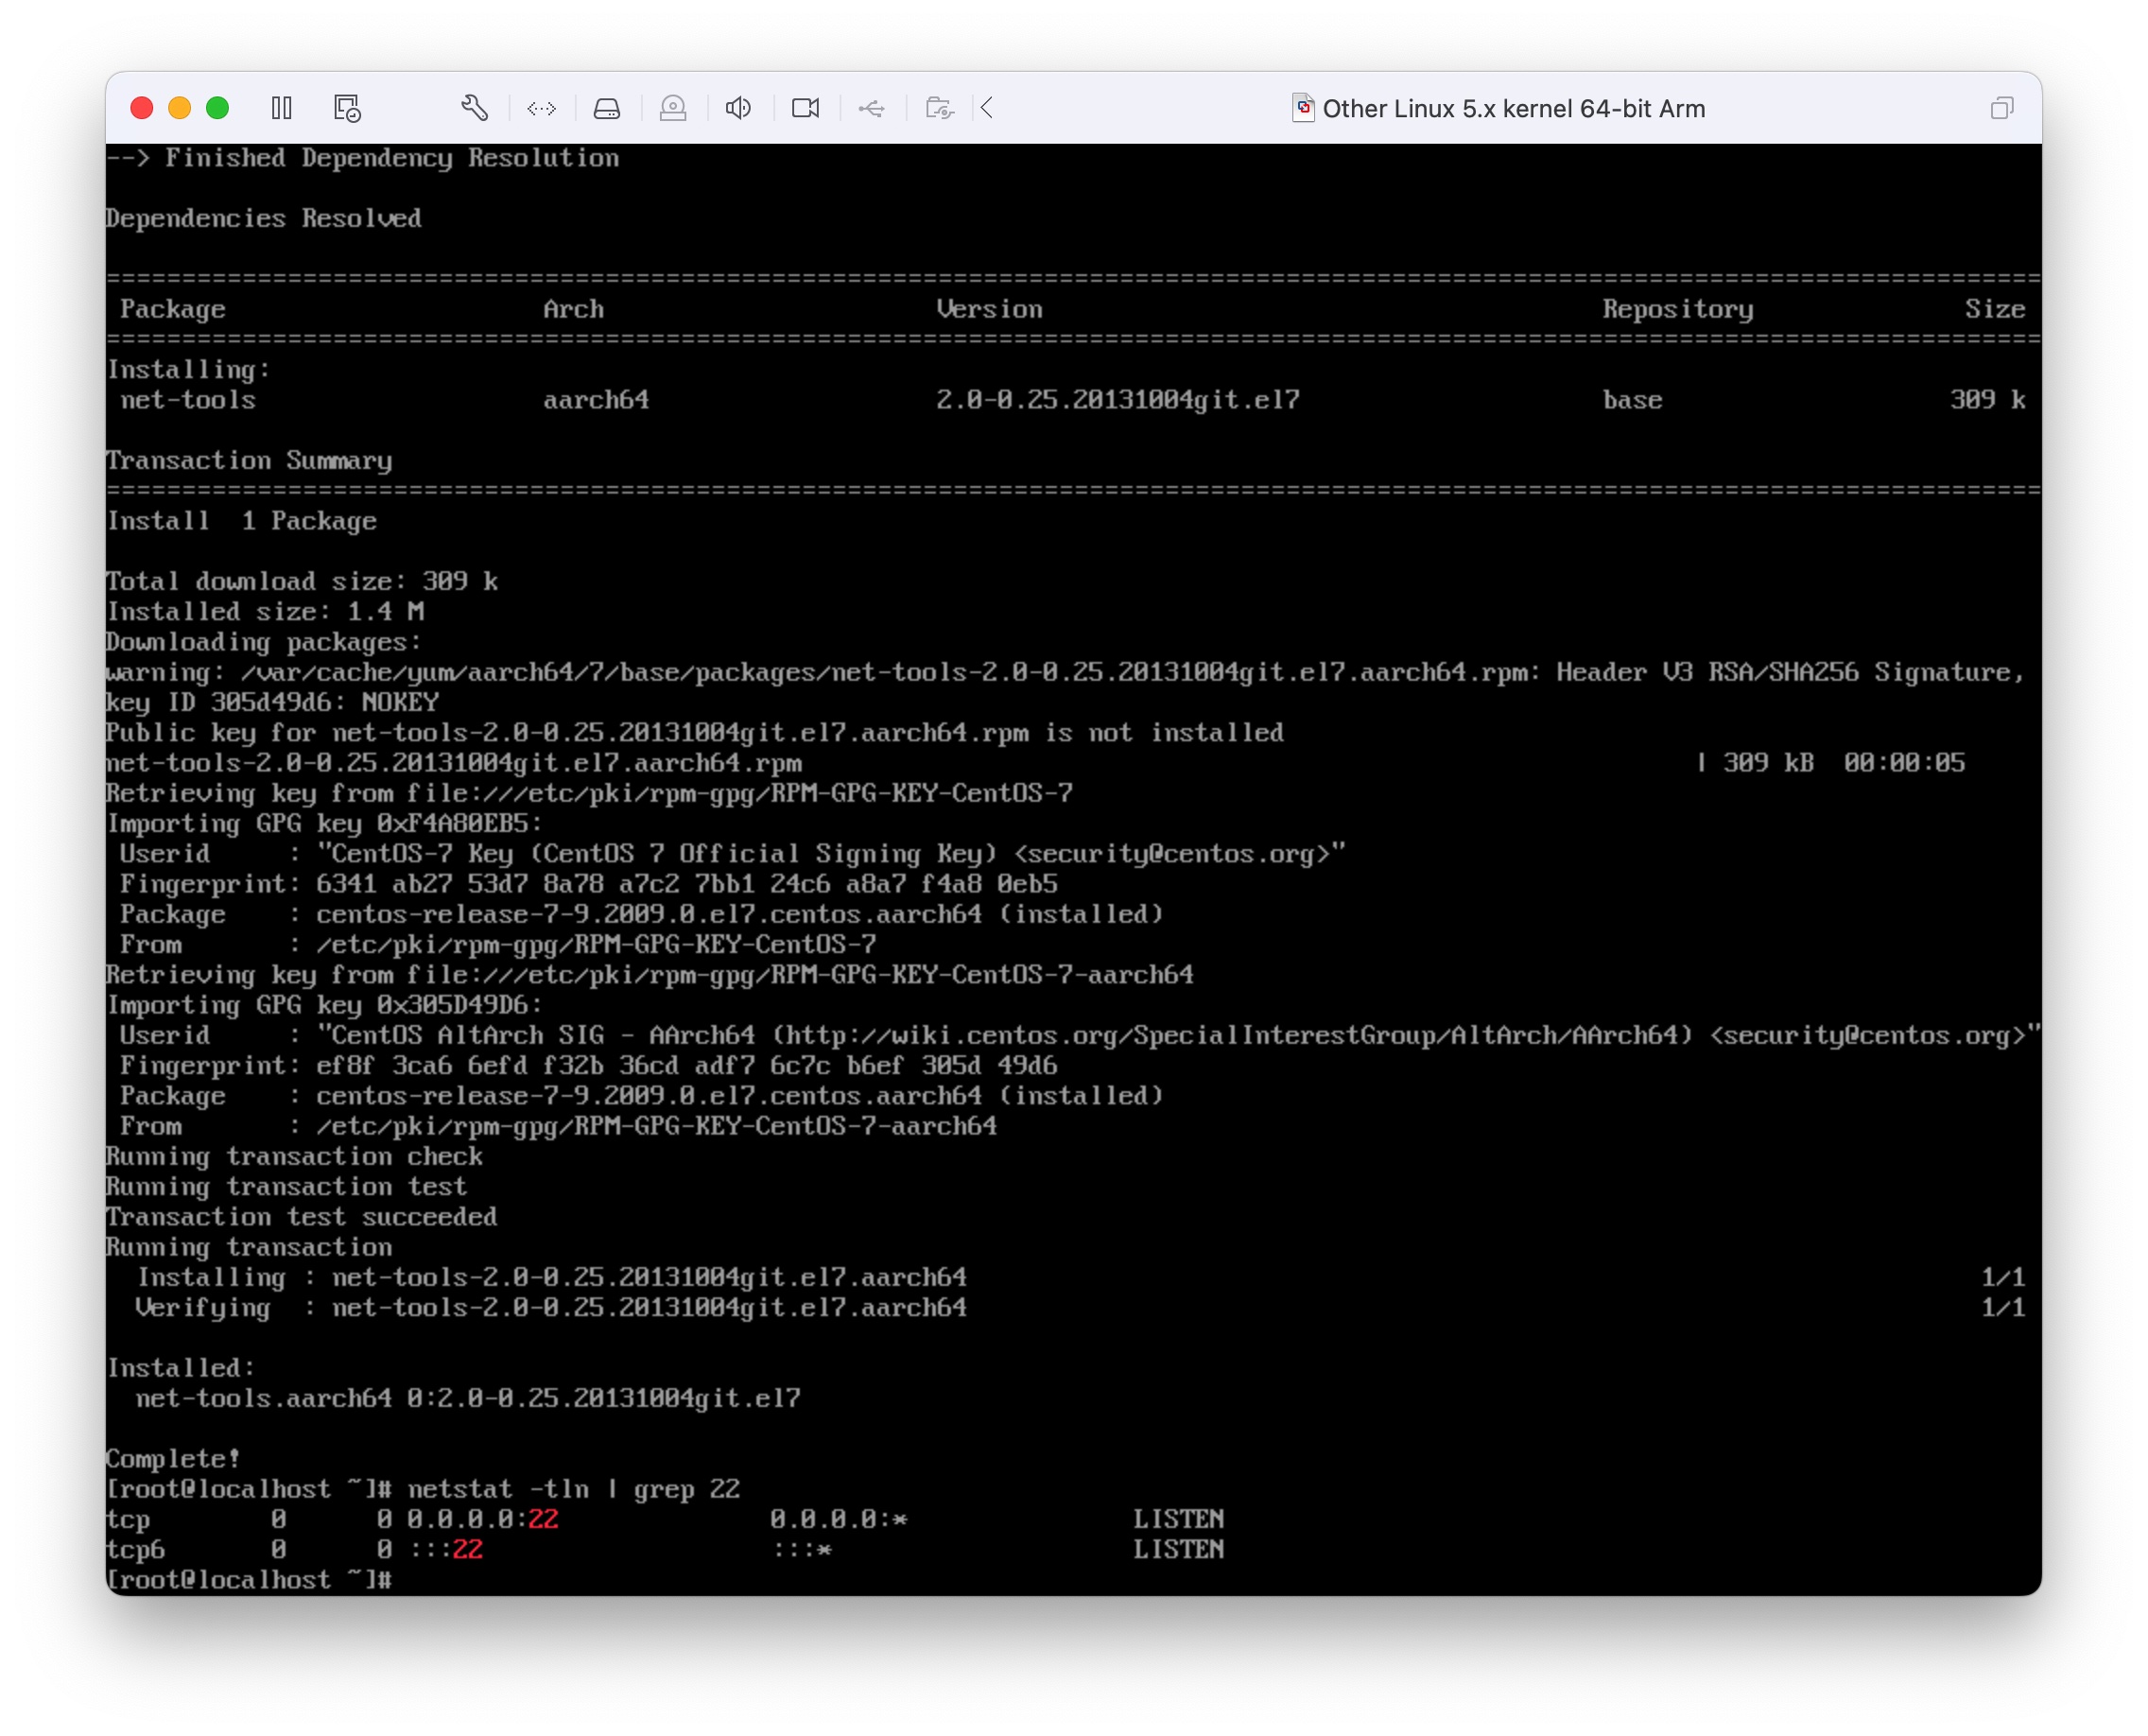 Other Linux 5.x kernel 64-bit Arm
--> Finished Dependency Resolution
Dependencies Resolved
================================================================================================================================
Package Arch Version Repository Size
================================================================================================================================
Installing:
net-tools aarch64 2.0-0.25.20131004git.el7 base 309 k
Transaction Summary
================================================================================================================================
Install  1 Package
Total download size: 309 k
Installed size: 1.4 M
Downloading packages:
warning: /var/cache/yum/aarch64/7/base/packages/net-tools-2.0-0.25.20131004git.el7.aarch64.rpm: Header V3 RSA/SHA256 Signature,
key ID 305d49d6: NOKEY
Public key for net-tools-2.0-0.25.20131004git.el7.aarch64.rpm is not installed
net-tools-2.0-0.25.20131004git.el7.aarch64.rpm | 309 kB  00:00:05
Retrieving key from file:///etc/pki/rpm-gpg/RPM-GPG-KEY-CentOS-7
Importing GPG key 0xF4A80EB5:
Userid     : "CentOS-7 Key (CentOS 7 Official Signing Key) <security@centos.org>"
Fingerprint: 6341 ab27 53d7 8a78 a7c2 7bb1 24c6 a8a7 f4a8 0eb5
Package    : centos-release-7-9.2009.0.el7.centos.aarch64 (installed)
From       : /etc/pki/rpm-gpg/RPM-GPG-KEY-CentOS-7
Retrieving key from file:///etc/pki/rpm-gpg/RPM-GPG-KEY-CentOS-7-aarch64
Importing GPG key 0x305D49D6:
Userid     : "CentOS AltArch SIG - AArch64 (http://wiki.centos.org/SpecialInterestGroup/AltArch/AArch64) <security@centos.org>"
Fingerprint: ef8f 3ca6 6efd f32b 36cd adf7 6c7c b6ef 305d 49d6
Package    : centos-release-7-9.2009.0.el7.centos.aarch64 (installed)
From       : /etc/pki/rpm-gpg/RPM-GPG-KEY-CentOS-7-aarch64
Running transaction check
Running transaction test
Transaction test succeeded
Running transaction
Installing : net-tools-2.0-0.25.20131004git.el7.aarch64 1/1
Verifying  : net-tools-2.0-0.25.20131004git.el7.aarch64 1/1
Installed:
net-tools.aarch64 0:2.0-0.25.20131004git.el7
Complete!
[root@localhost ~]# netstat -tln | grep 22
tcp        0      0 0.0.0.0:22              0.0.0.0:*               LISTEN
tcp6       0      0 :::22                   :::*                    LISTEN
[root@localhost ~]#